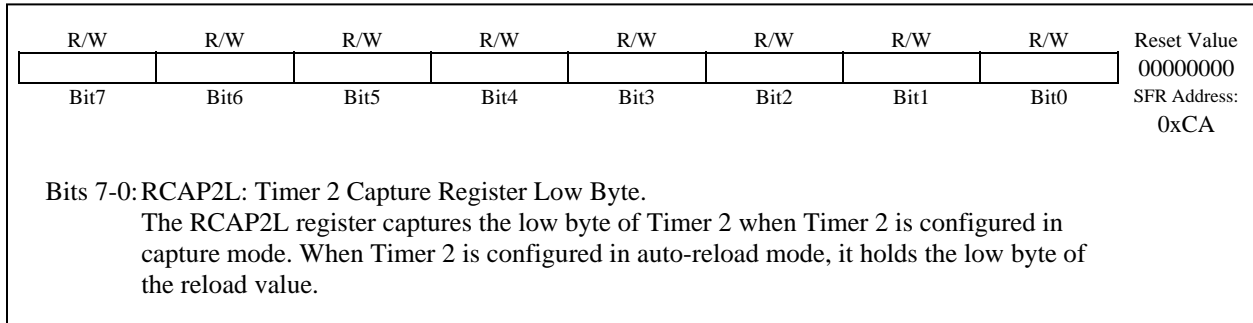 R/W R/W R/W R/W R/W R/W R/W R/W Reset Value
00000000
Bit7 Bit6 Bit5 Bit4 Bit3 Bit2 Bit1 Bit0 SFR Address:
0xCA
Bits 7-0: RCAP2L: Timer 2 Capture Register Low Byte.
The RCAP2L register captures the low byte of Timer 2 when Timer 2 is configured in
capture mode. When Timer 2 is configured in auto-reload mode, it holds the low byte of
the reload value.